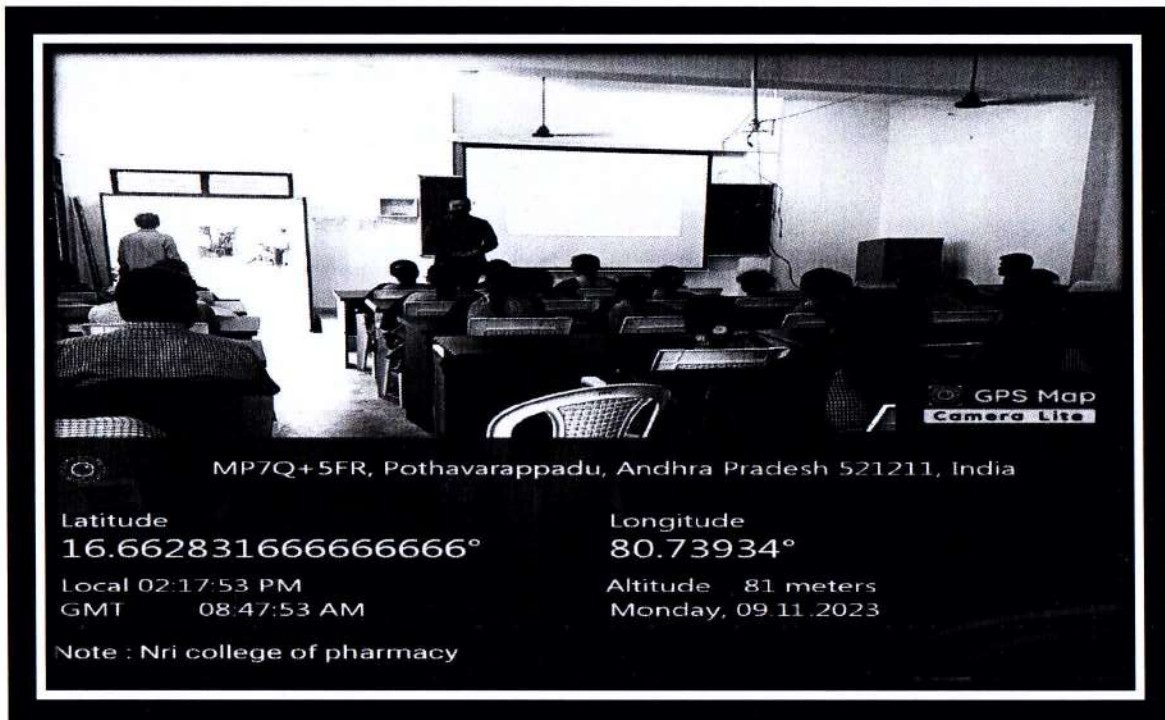 GPS Map
Camera Lite
MP7Q+5FR, Pothavarappadu, Andhra Pradesh 521211, India
Latitude
16.6628316666666666°
Longitude
80.73934°
Local 02:17:53 PM
GMT 08:47:53 AM
Altitude 81 meters
Monday, 09.11.2023
Note : Nri college of pharmacy